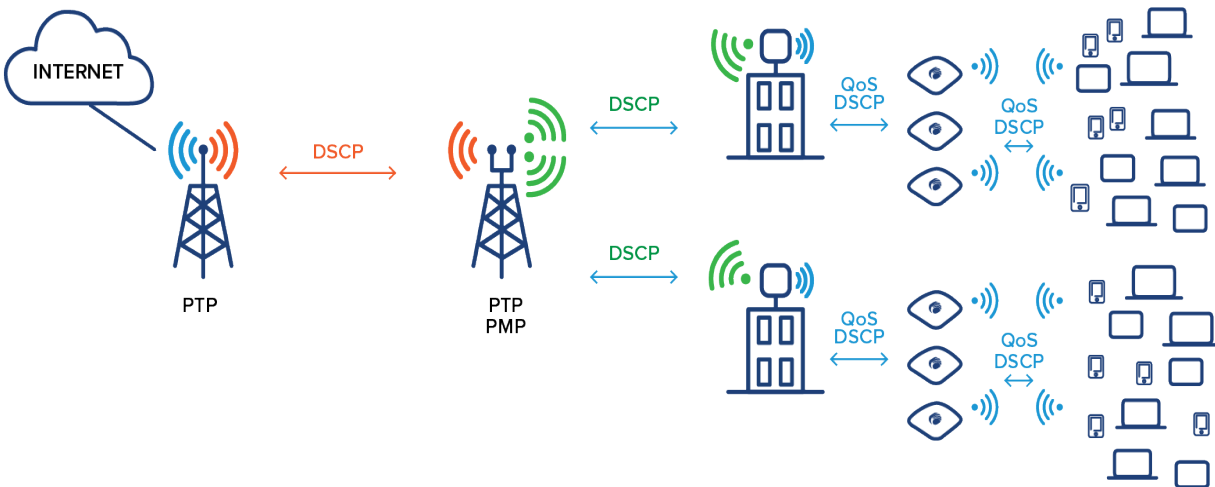 INTERNET
DSCP
PTP
PTP
PMP
DSCP
QoS
DSCP
QoS
DSCP
DSCP
QoS
DSCP
QoS
DSCP